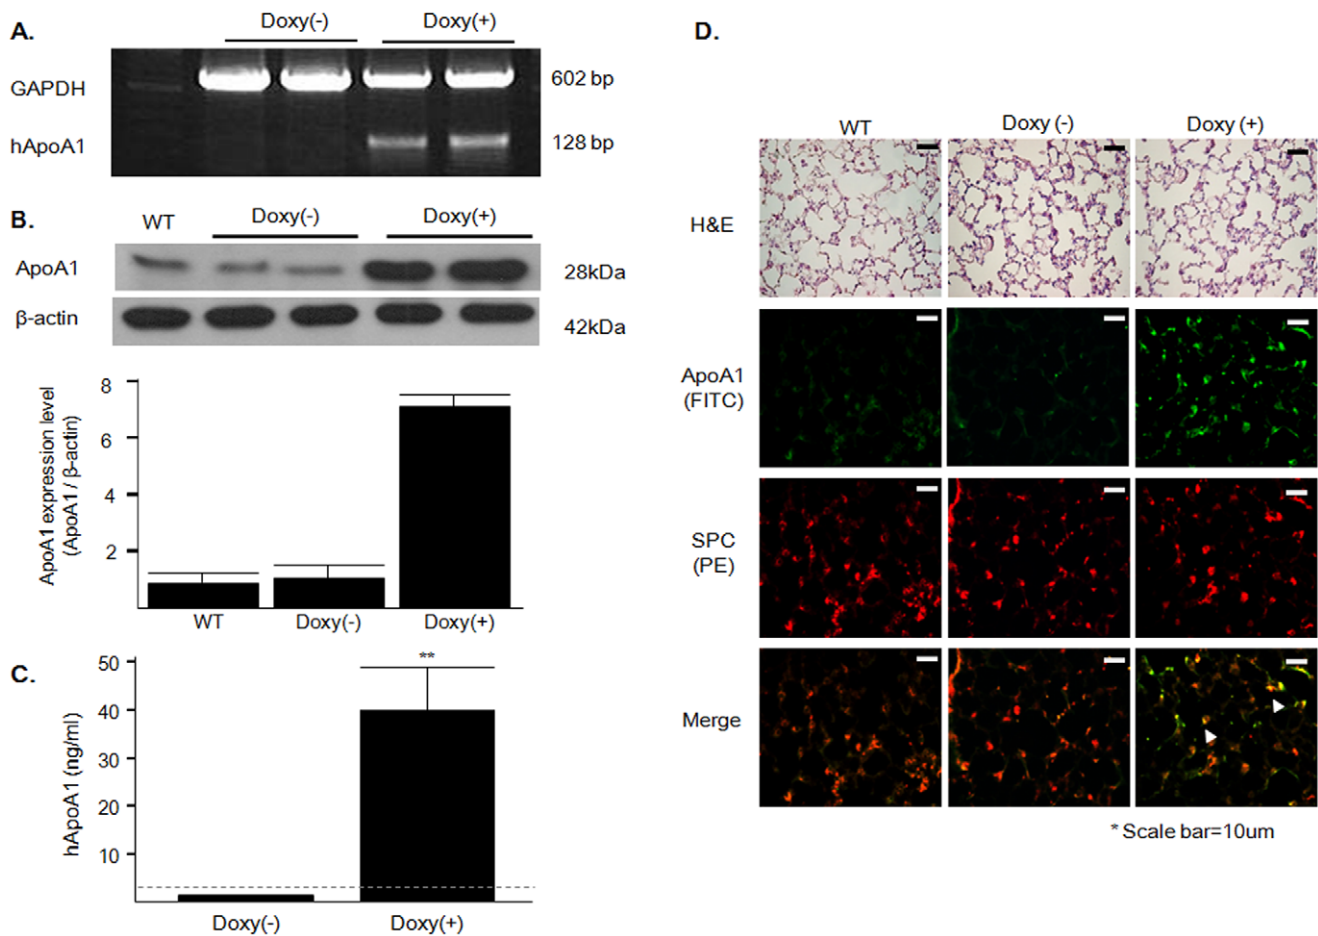 A.
Doxy(-)
Doxy(+)
GAPDH
602 bp
hApoA1
128 bp
B.
WT
Doxy(-)
Doxy(+)
ApoA1
28kDa
β-actin
42kDa
ApoA1 expression level
(ApoA1 / β-actin)
8
6
4
2
WT
Doxy(-)
Doxy(+)
C.
hApoA1 (ng/ml)
50
40
30
20
10
**
Doxy(-)
Doxy(+)
D.
WT
Doxy (-)
Doxy (+)
H&E
ApoA1
(FITC)
SPC
(PE)
Merge
* Scale bar=10um